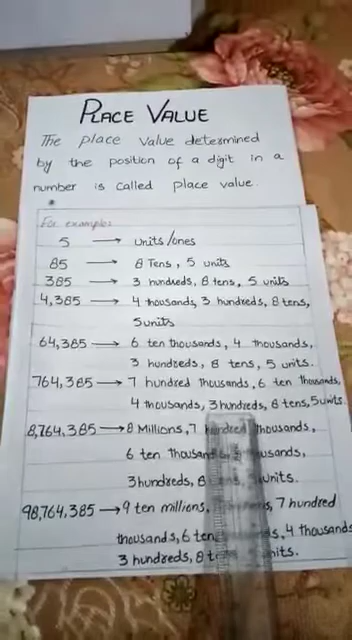 PLACE VALUE
The place value determined
by the position of a digit in a
number is called place value.
For example:
5 → units/ones
85 → 8 Tens, 5 units
385 → 3 hundreds, 8 tens, 5 units
4,385 → 4 thousands, 3 hundreds, 8 tens,
5units
64,385 → 6 ten thousands, 4 thousands,
3 hundreds, 8 tens, 5 units.
764,385 → 7 hundred thousands, 6 ten thousands,
4 thousands, 3 hundreds, 8 tens, 5 units.
8,764,385 → 8 Millions, 7 hundred thousands,
6 ten thousands, thousands,
3 hundreds, 8 units.
98,764,385 → 9 ten millions, 7 hundred
thousands, 6 ten 4 thousands
3 hundreds, 8 units.